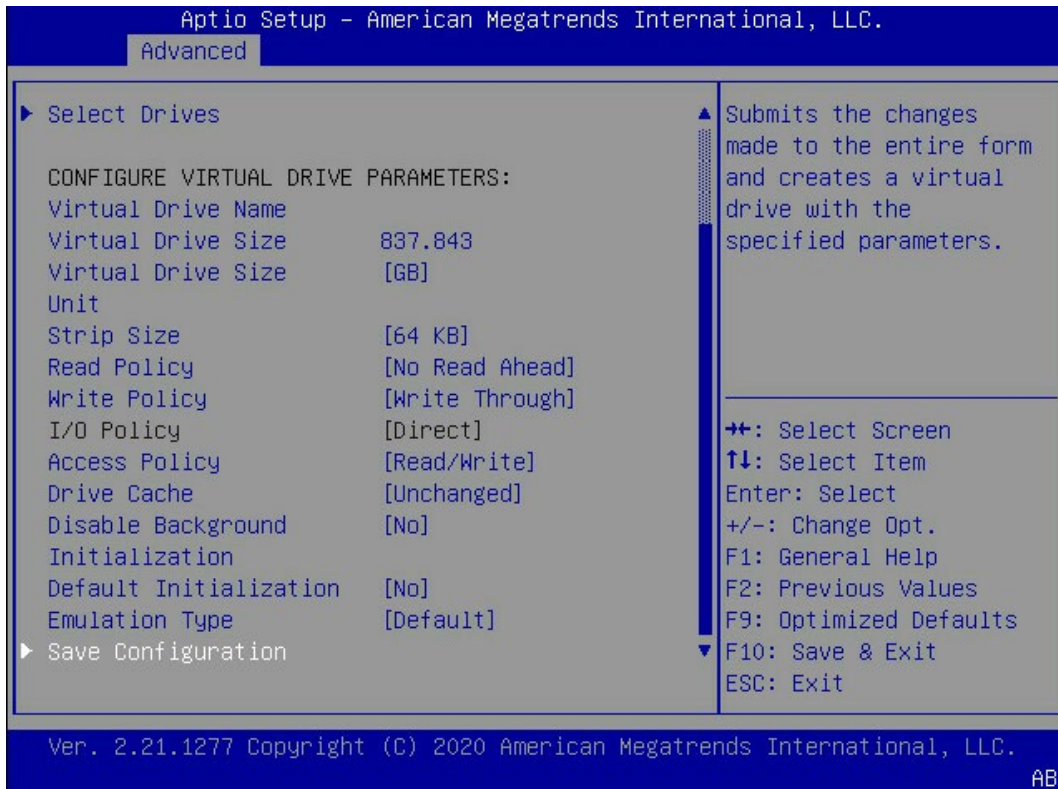 Aptio Setup – American Megatrends International, LLC.
Advanced
Select Drives
CONFIGURE VIRTUAL DRIVE PARAMETERS:
Virtual Drive Name
Virtual Drive Size 837.843
Virtual Drive Size [GB]
Unit
Strip Size [64 KB]
Read Policy [No Read Ahead]
Write Policy [Write Through]
I/O Policy [Direct]
Access Policy [Read/Write]
Drive Cache [Unchanged]
Disable Background [No]
Initialization
Default Initialization [No]
Emulation Type [Default]
Save Configuration
Submits the changes
made to the entire form
and creates a virtual
drive with the
specified parameters.
→←: Select Screen
↑↓: Select Item
Enter: Select
+/-: Change Opt.
F1: General Help
F2: Previous Values
F9: Optimized Defaults
F10: Save & Exit
ESC: Exit
Ver. 2.21.1277 Copyright (C) 2020 American Megatrends International, LLC.
AB